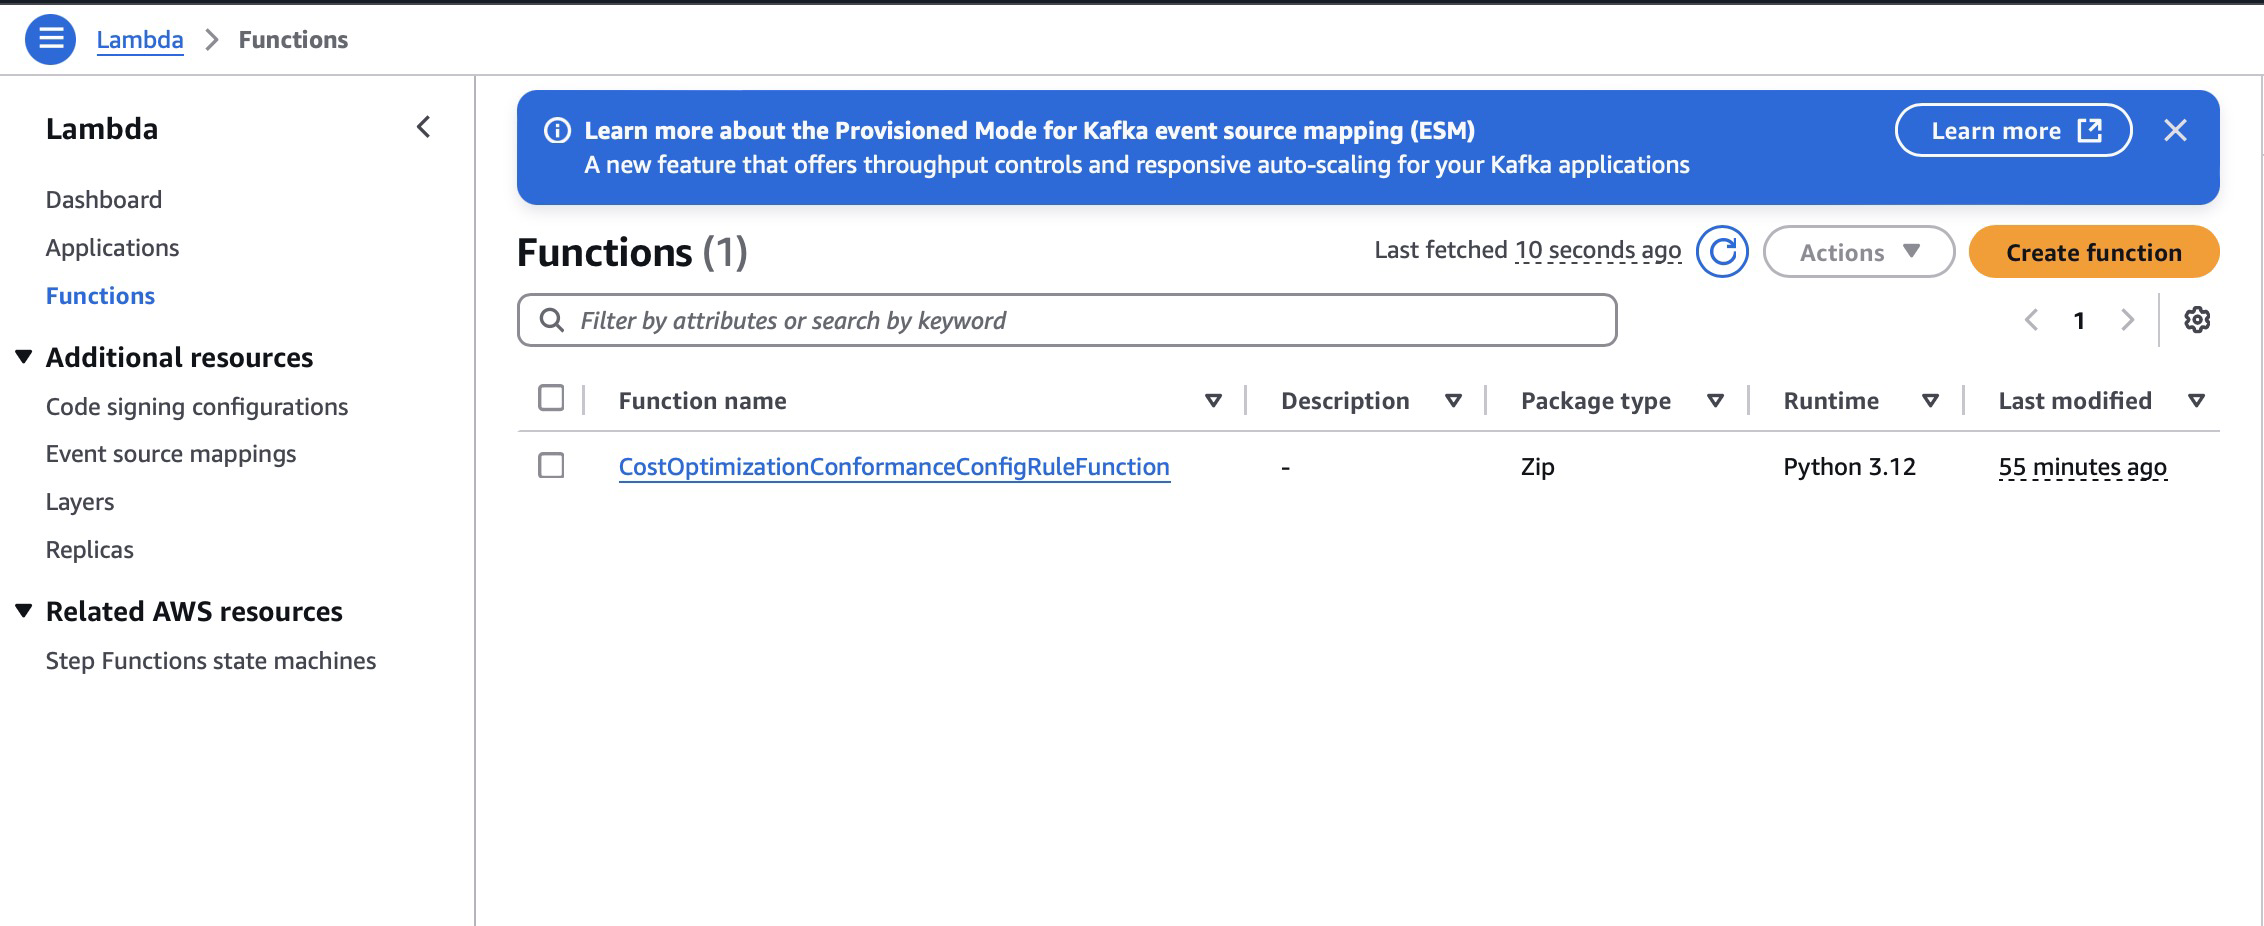 Lambda > Functions
Lambda
Dashboard
Applications
Functions
Additional resources
Code signing configurations
Event source mappings
Layers
Replicas
Related AWS resources
Step Functions state machines
Learn more about the Provisioned Mode for Kafka event source mapping (ESM)
A new feature that offers throughput controls and responsive auto-scaling for your Kafka applications
Learn more
Functions (1)
Last fetched 10 seconds ago
Actions
Create function
Filter by attributes or search by keyword
1
Function name Description Package type Runtime Last modified
CostOptimizationConformanceConfigRuleFunction - Zip Python 3.12 55 minutes ago